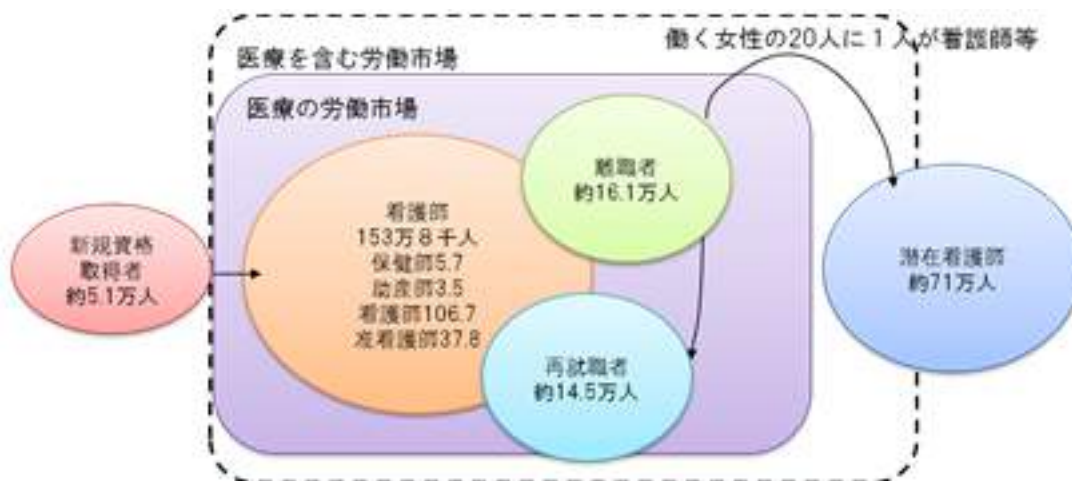 働く女性の20人に1人が看護師等
医療を含む労働市場
医療の労働市場
離職者
約16.1万人
看護師
153万8千人
保健師5.7
助産師3.5
看護師106.7
准看護師37.8
新規資格
取得者
約5.1万人
潜在看護師
約71万人
再就職者
約14.5万人